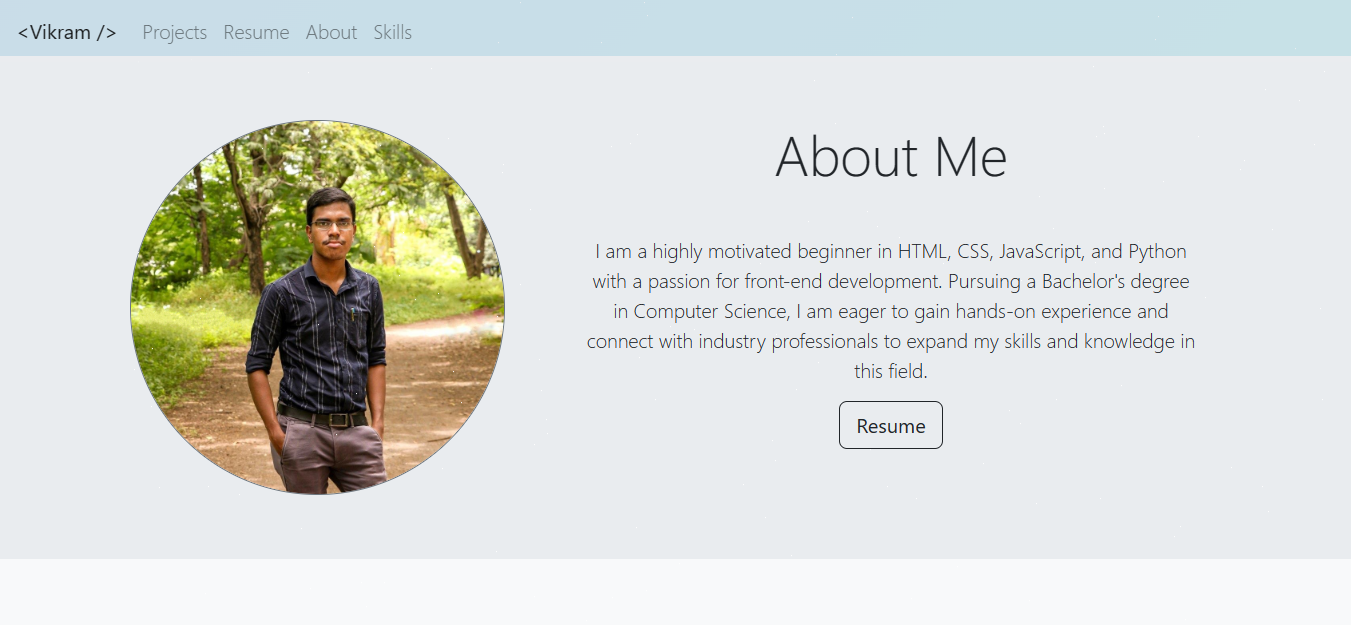 <Vikram /> Projects Resume About Skills
About Me
I am a highly motivated beginner in HTML, CSS, JavaScript, and Python
with a passion for front-end development. Pursuing a Bachelor's degree
in Computer Science, I am eager to gain hands-on experience and
connect with industry professionals to expand my skills and knowledge in
this field.
Resume